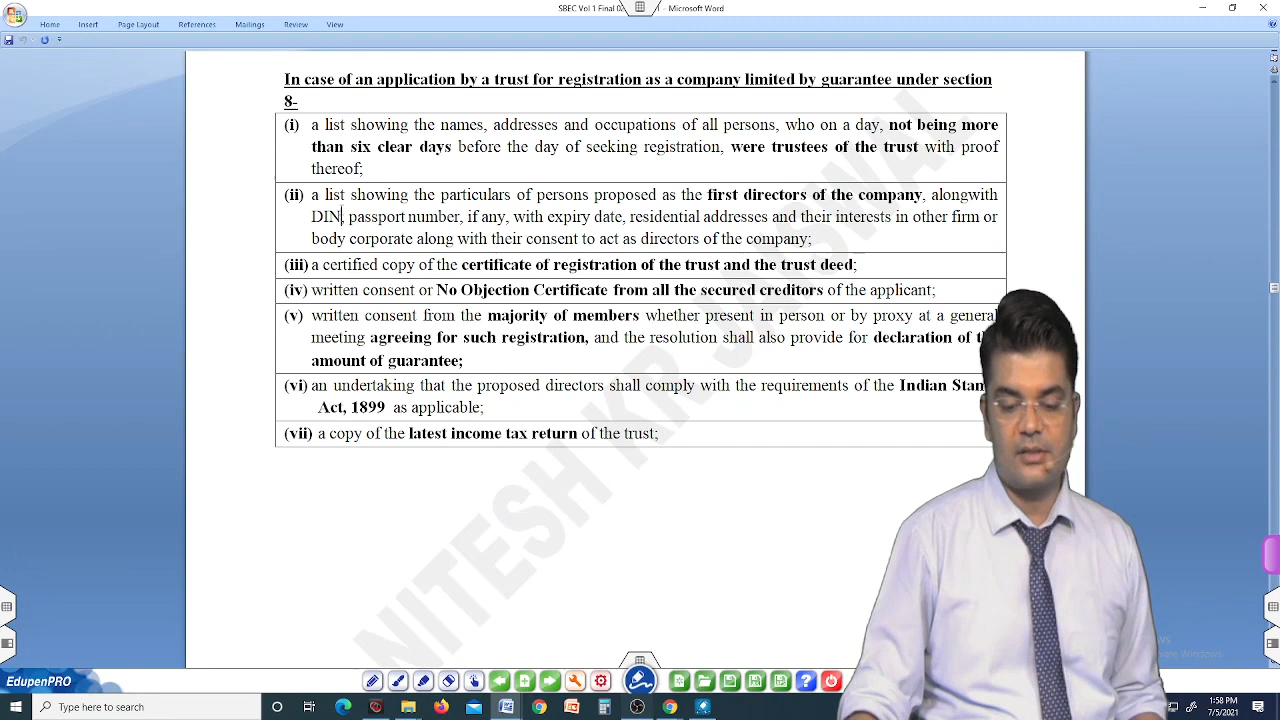 SBEC Vol 1 Final 0
- Microsoft Word
Home Insert Page Layout References Mailings Review View
In case of an application by a trust for registration as a company limited by guarantee under section
8-
(i) a list showing the names, addresses and occupations of all persons, who on a day, not being more
than six clear days before the day of seeking registration, were trustees of the trust with proof
thereof;
(ii) a list showing the particulars of persons proposed as the first directors of the company, alongwith
DIN, passport number, if any, with expiry date, residential addresses and their interests in other firm or
body corporate along with their consent to act as directors of the company;
(iii) a certified copy of the certificate of registration of the trust and the trust deed;
(iv) written consent or No Objection Certificate from all the secured creditors of the applicant;
(v) written consent from the majority of members whether present in person or by proxy at a general
meeting agreeing for such registration, and the resolution shall also provide for declaration of
amount of guarantee;
(vi) an undertaking that the proposed directors shall comply with the requirements of the Indian
Act, 1899 as applicable;
(vii) a copy of the latest income tax return of the trust;
NITESH KR JAISWAL
EdupenPRO
Type here to search
1:58 PM
7/5/2021